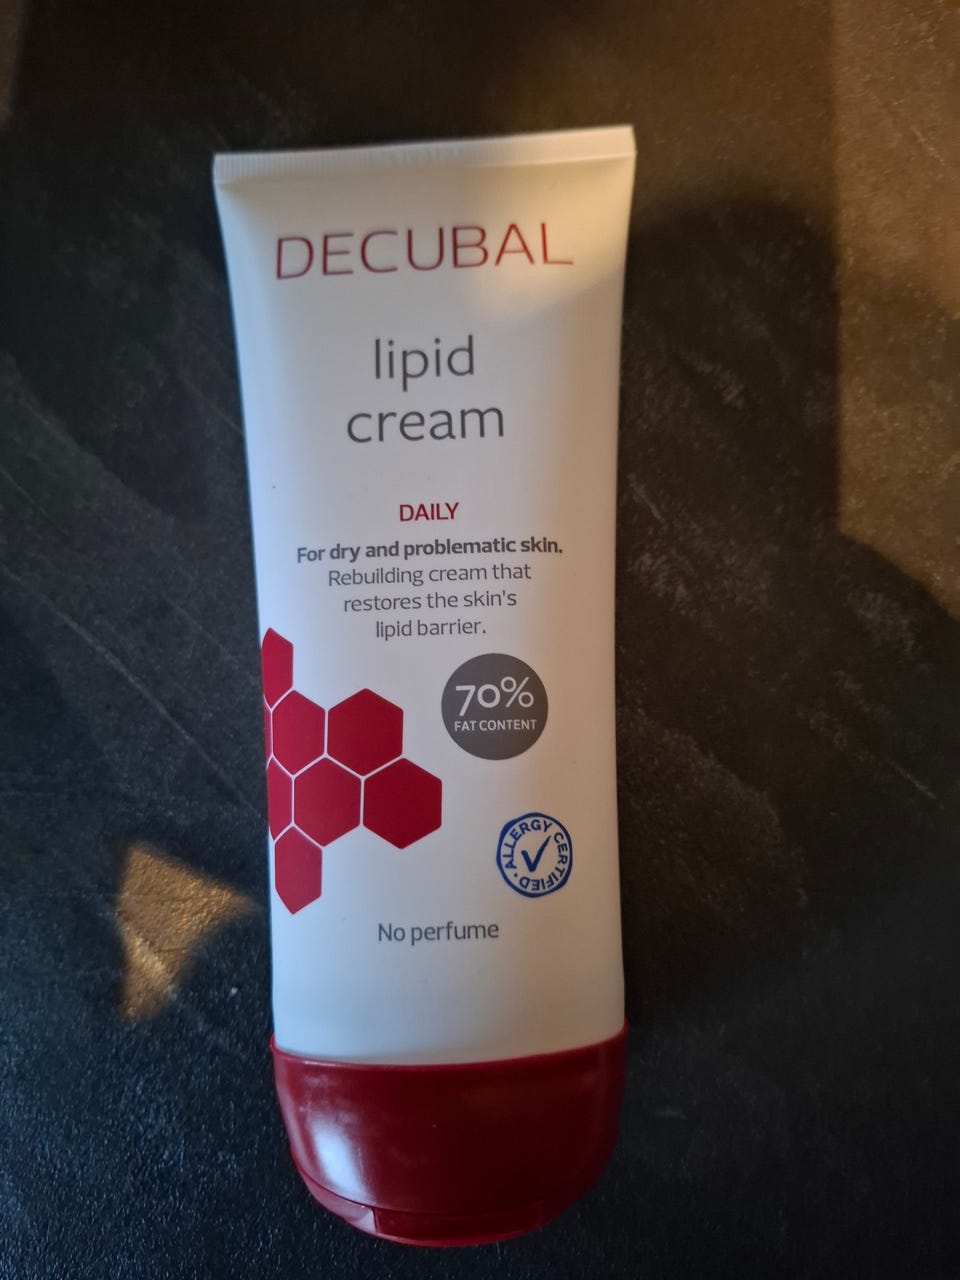 DECUBAL
lipid
cream
DAILY
For dry and problematic skin.
Rebuilding cream that
restores the skin's
lipid barrier.
70%
FAT CONTENT
ALLERGY CERTIFIED
No perfume